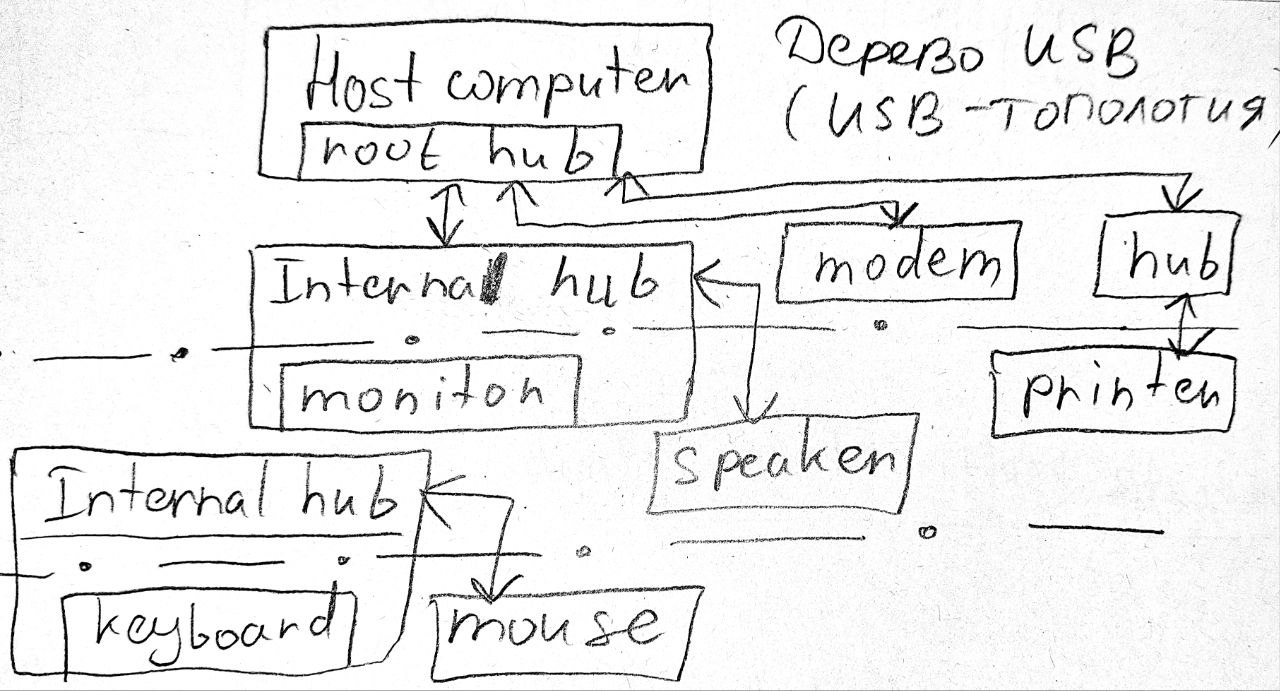 Дерево USB
(USB-топология)
Host computer
root hub
Internal hub
modem
hub
monitor
printer
speaker
Internal hub
keyboard
mouse